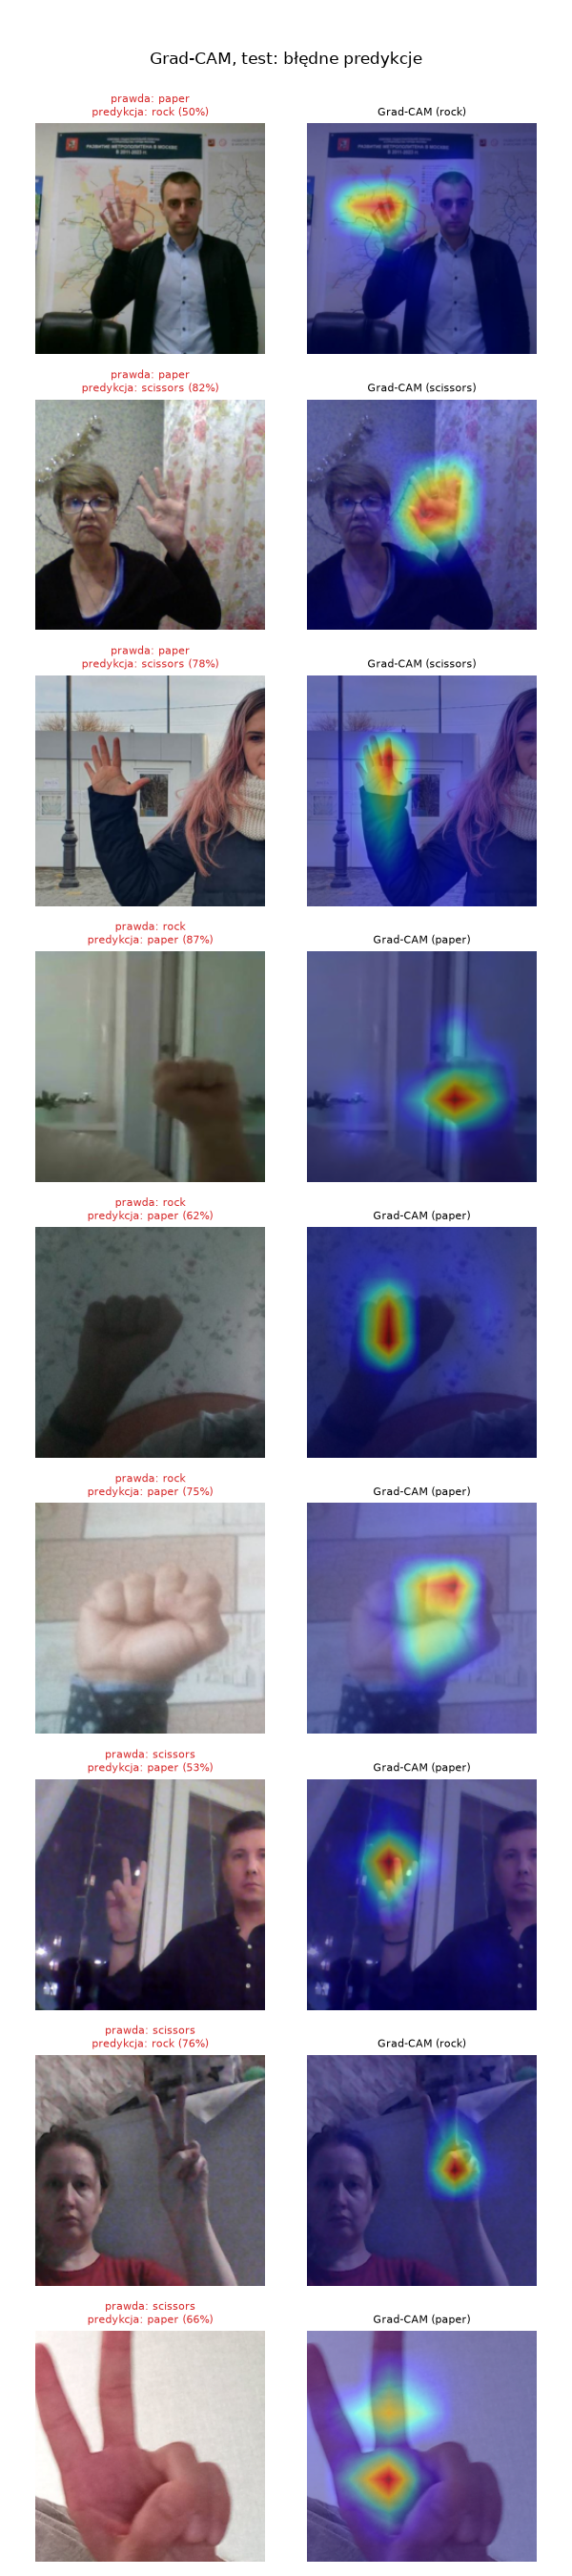 Grad-CAM, test: błędne predykcje
prawda: paper
predykcja: rock (50%)
Grad-CAM (rock)
РАЗВИТИЕ МЕТРОПОЛИТЕНА В МОСКВЕ
prawda: paper
predykcja: scissors (82%)
Grad-CAM (scissors)
prawda: paper
predykcja: scissors (78%)
Grad-CAM (scissors)
prawda: rock
predykcja: paper (87%)
Grad-CAM (paper)
prawda: rock
predykcja: paper (62%)
Grad-CAM (paper)
prawda: rock
predykcja: paper (75%)
Grad-CAM (paper)
prawda: scissors
predykcja: paper (53%)
Grad-CAM (paper)
prawda: scissors
predykcja: rock (76%)
Grad-CAM (rock)
prawda: scissors
predykcja: paper (66%)
Grad-CAM (paper)